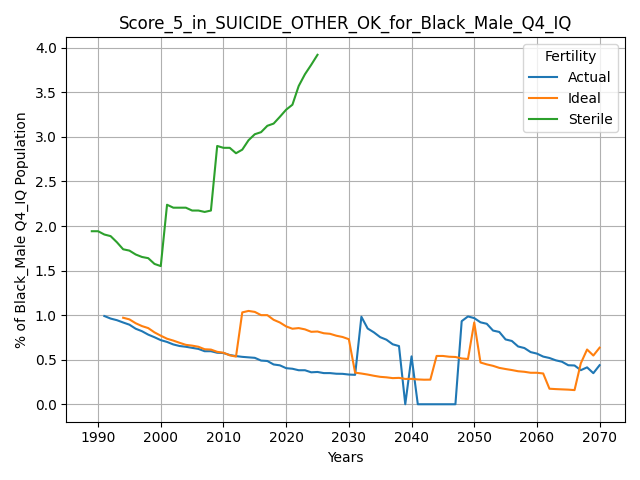 Score_5_in_SUICIDE_OTHER_OK_for_Black_Male_Q4_IQ
% of Black_Male Q4_IQ Population
4.0
3.5
3.0
2.5
2.0
1.5
1.0
0.5
0.0
Fertility
Actual
Ideal
Sterile
1990 2000 2010 2020 2030 2040 2050 2060 2070
Years